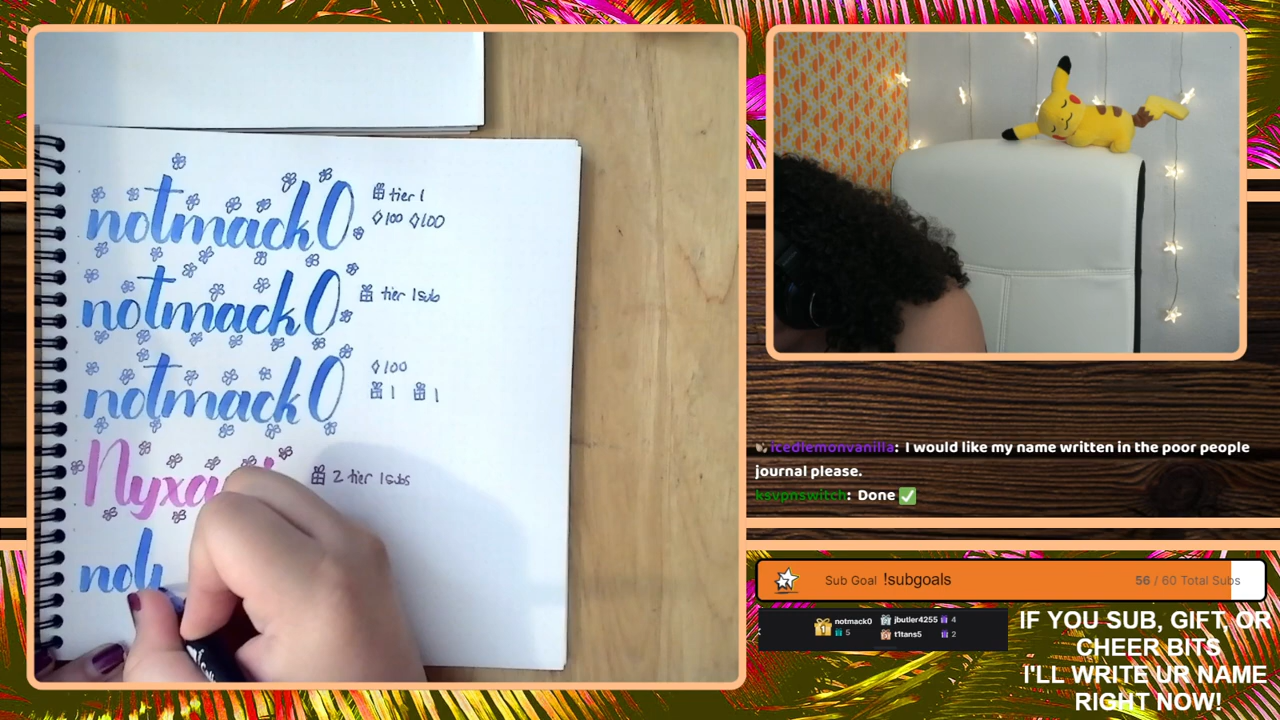 notmack0
tier 1
100 100
notmack0
tier 1 sub
notmack0
100
1 1
Nyxa
2 tier 1 subs
not
icedlemonvanilla: I would like my name written in the poor people
journal please.
ksvpnswitch: Done ✅
Sub Goal !subgoals
56 / 60 Total Subs
1 notmack0
5
jbutler4255 4
t1tans5 2
IF YOU SUB, GIFT, OR
CHEER BITS
I'LL WRITE UR NAME
RIGHT NOW!